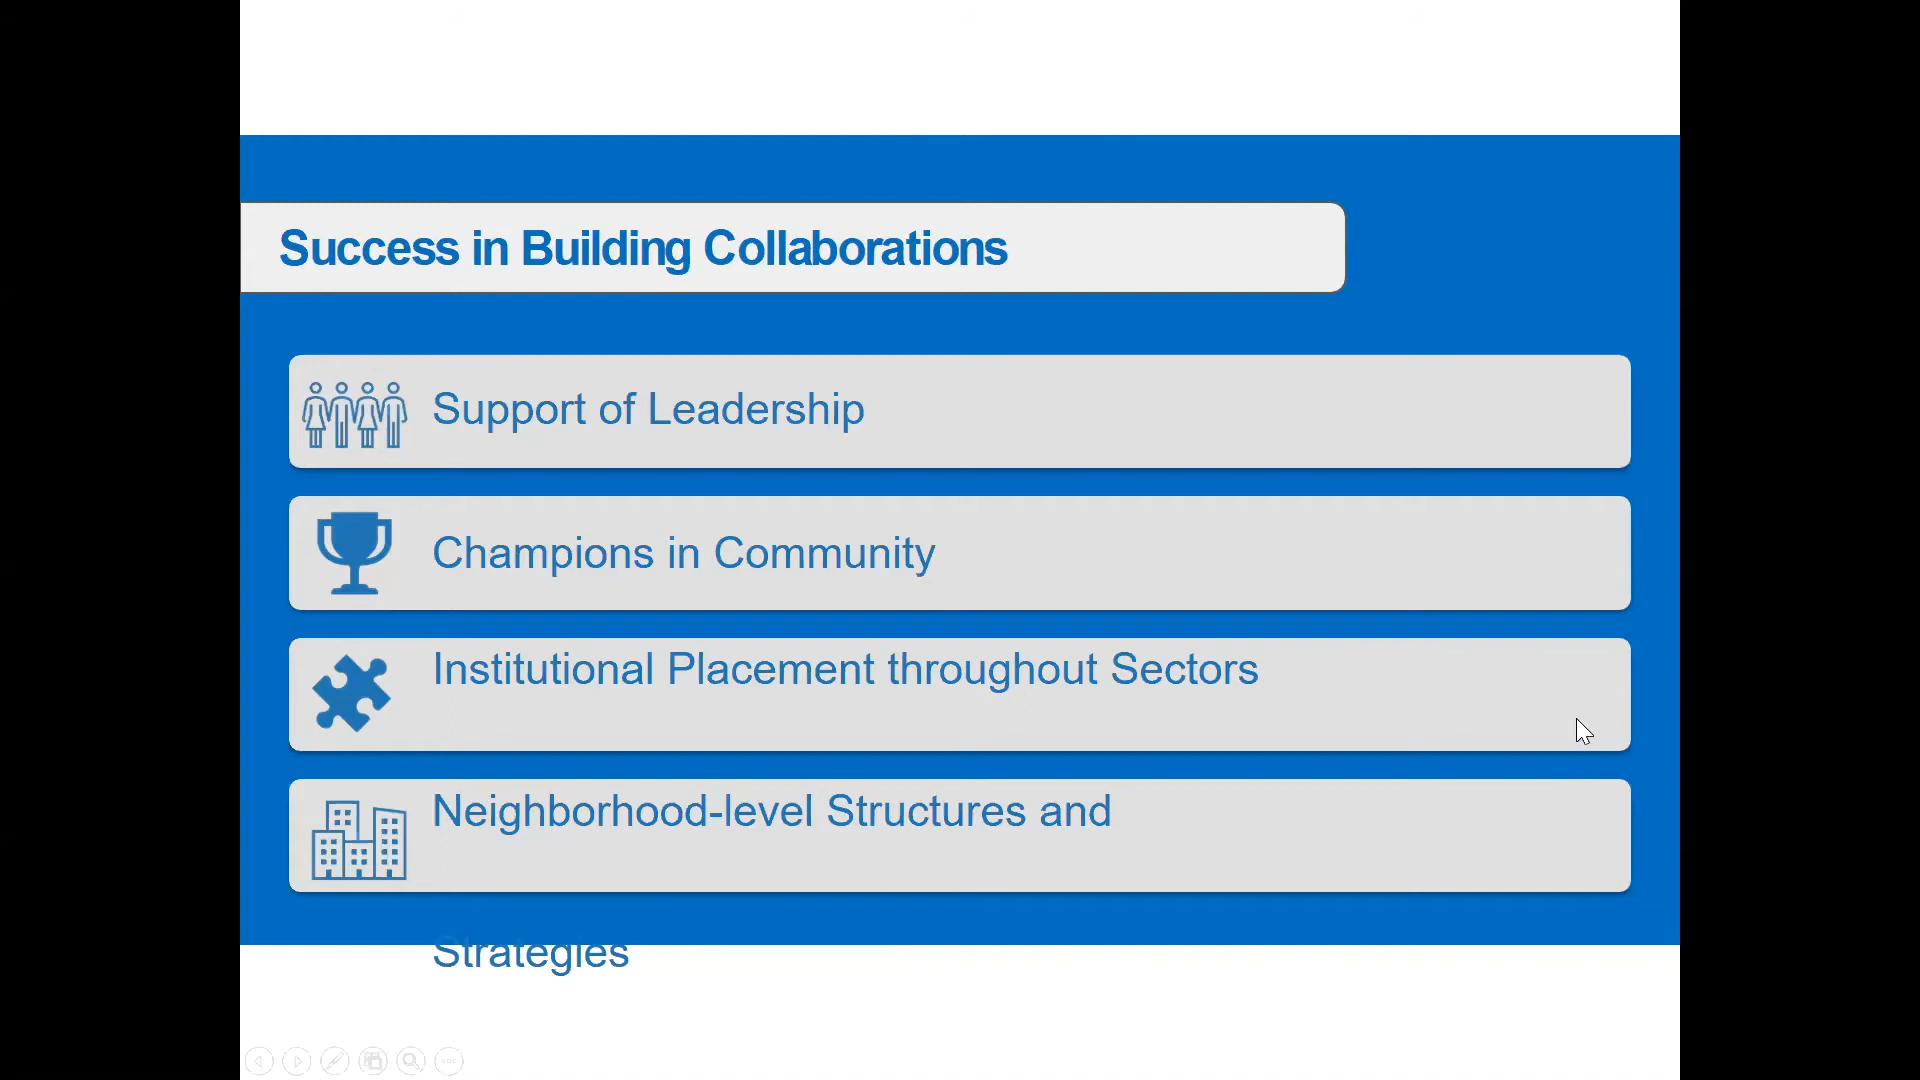 Success in Building Collaborations
Support of Leadership
Champions in Community
Institutional Placement throughout Sectors
Neighborhood-level Structures and
Strategies